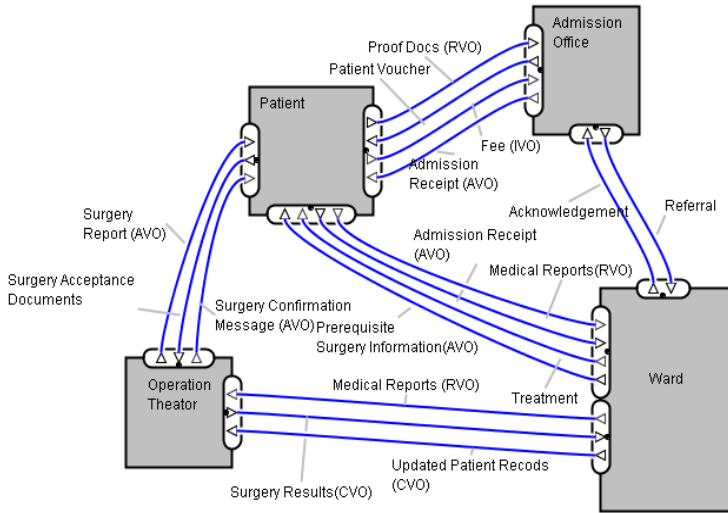 Admission
Office
Proof Docs (RVO)
Patient Voucher
Patient
Fee (IVO)
Admission
Receipt (AVO)
Surgery
Report (AVO)
Acknowledgement
Referral
Admission Receipt
(AVO)
Medical Reports(RVO)
Surgery Acceptance
Documents
Surgery Confirmation
Message (AVO)
Prerequisite
Surgery Information(AVO)
Operation
Theator
Medical Reports (RVO)
Treatment
Ward
Updated Patient Recods
(CVO)
Surgery Results(CVO)